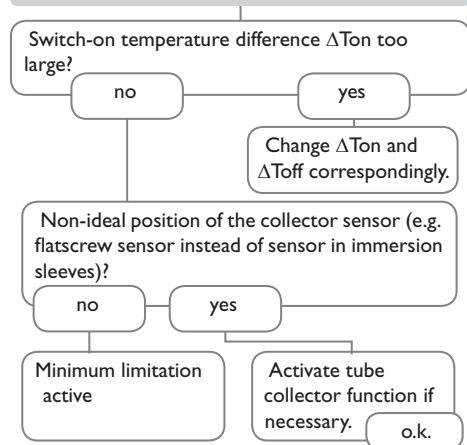 Switch-on temperature difference ΔTon too
large?
no
yes
Change ΔTon and
ΔToff correspondingly.
Non-ideal position of the collector sensor (e.g.
flatscrew sensor instead of sensor in immersion
sleeves)?
no
yes
Minimum limitation
active
Activate tube
collector function if
necessary.
o.k.